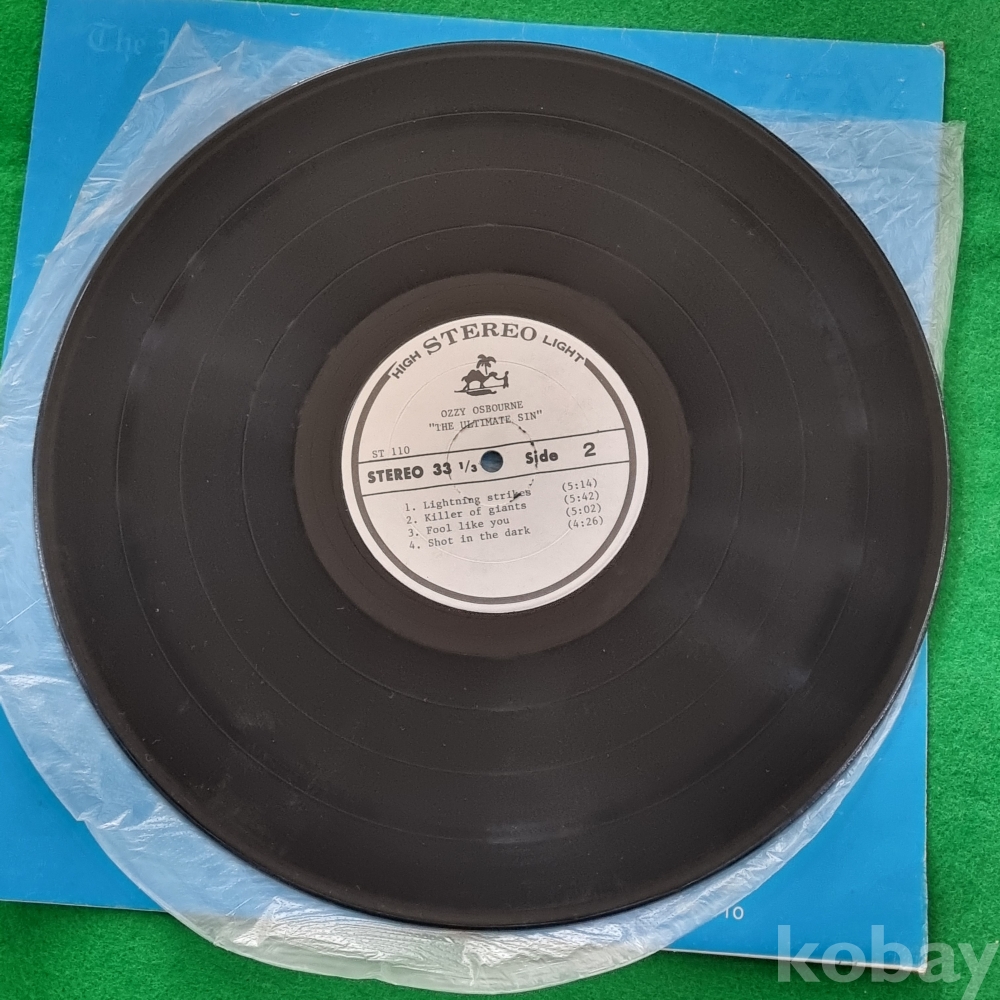 The
HIGH STEREO LIGHT
OZZY OSBOURNE
"THE ULTIMATE SIN"
ST 110
STEREO 33 1/3 Side 2
1. Lightning strikes (5:14)
2. Killer of giants (5:42)
3. Fool like you (5:02)
4. Shot in the dark (4:26)
10
kobay